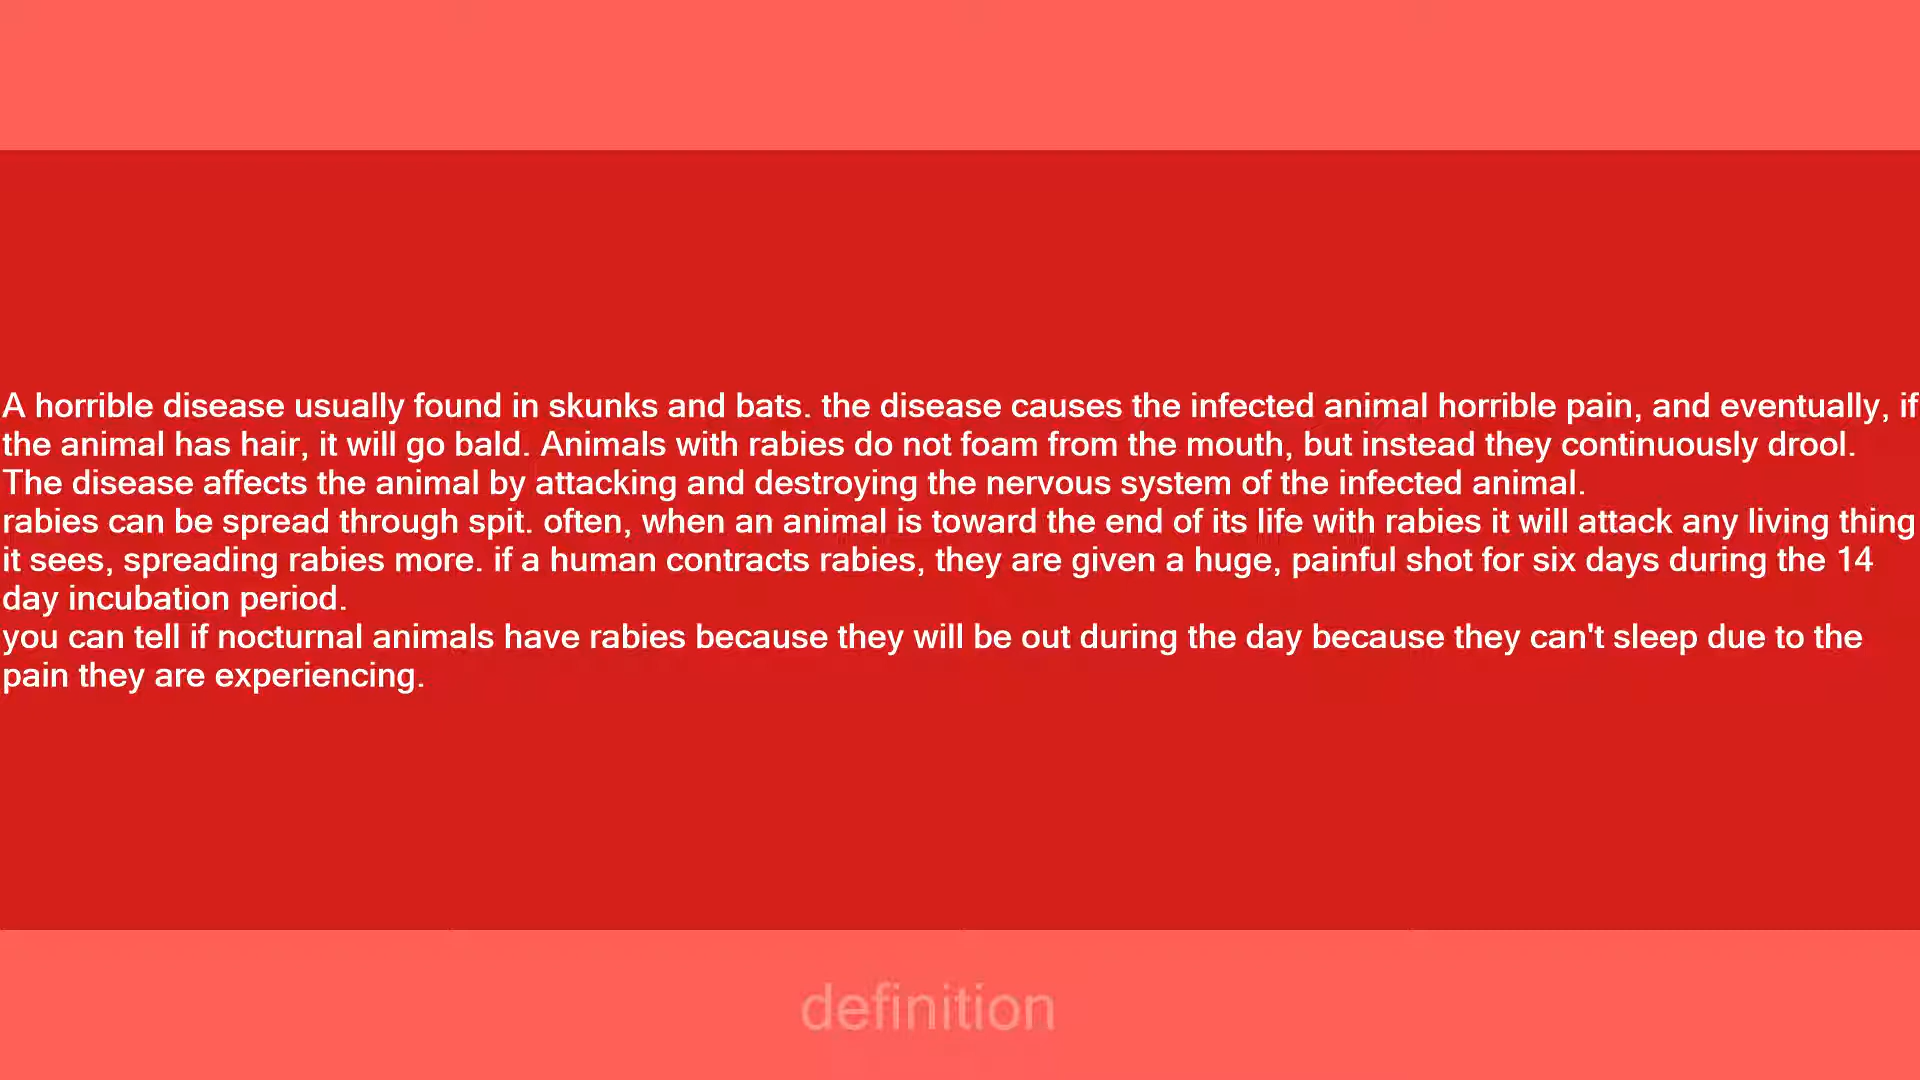 A horrible disease usually found in skunks and bats. the disease causes the infected animal horrible pain, and eventually, if
the animal has hair, it will go bald. Animals with rabies do not foam from the mouth, but instead they continuously drool.
The disease affects the animal by attacking and destroying the nervous system of the infected animal.
rabies can be spread through spit. often, when an animal is toward the end of its life with rabies it will attack any living thing
it sees, spreading rabies more. if a human contracts rabies, they are given a huge, painful shot for six days during the 14
day incubation period.
you can tell if nocturnal animals have rabies because they will be out during the day because they can't sleep due to the
pain they are experiencing.
definition